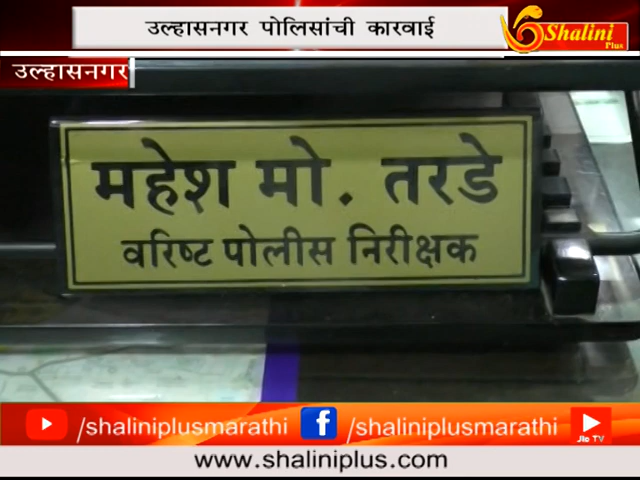 उल्हासनगर पोलिसांची कारवाई
Shalini
Plus
उल्हासनगर
महेश मो. तरडे
वरिष्ट पोलीस निरीक्षक
/shaliniplusmarathi
/shaliniplusmarathi
Jio TV
www.shaliniplus.com